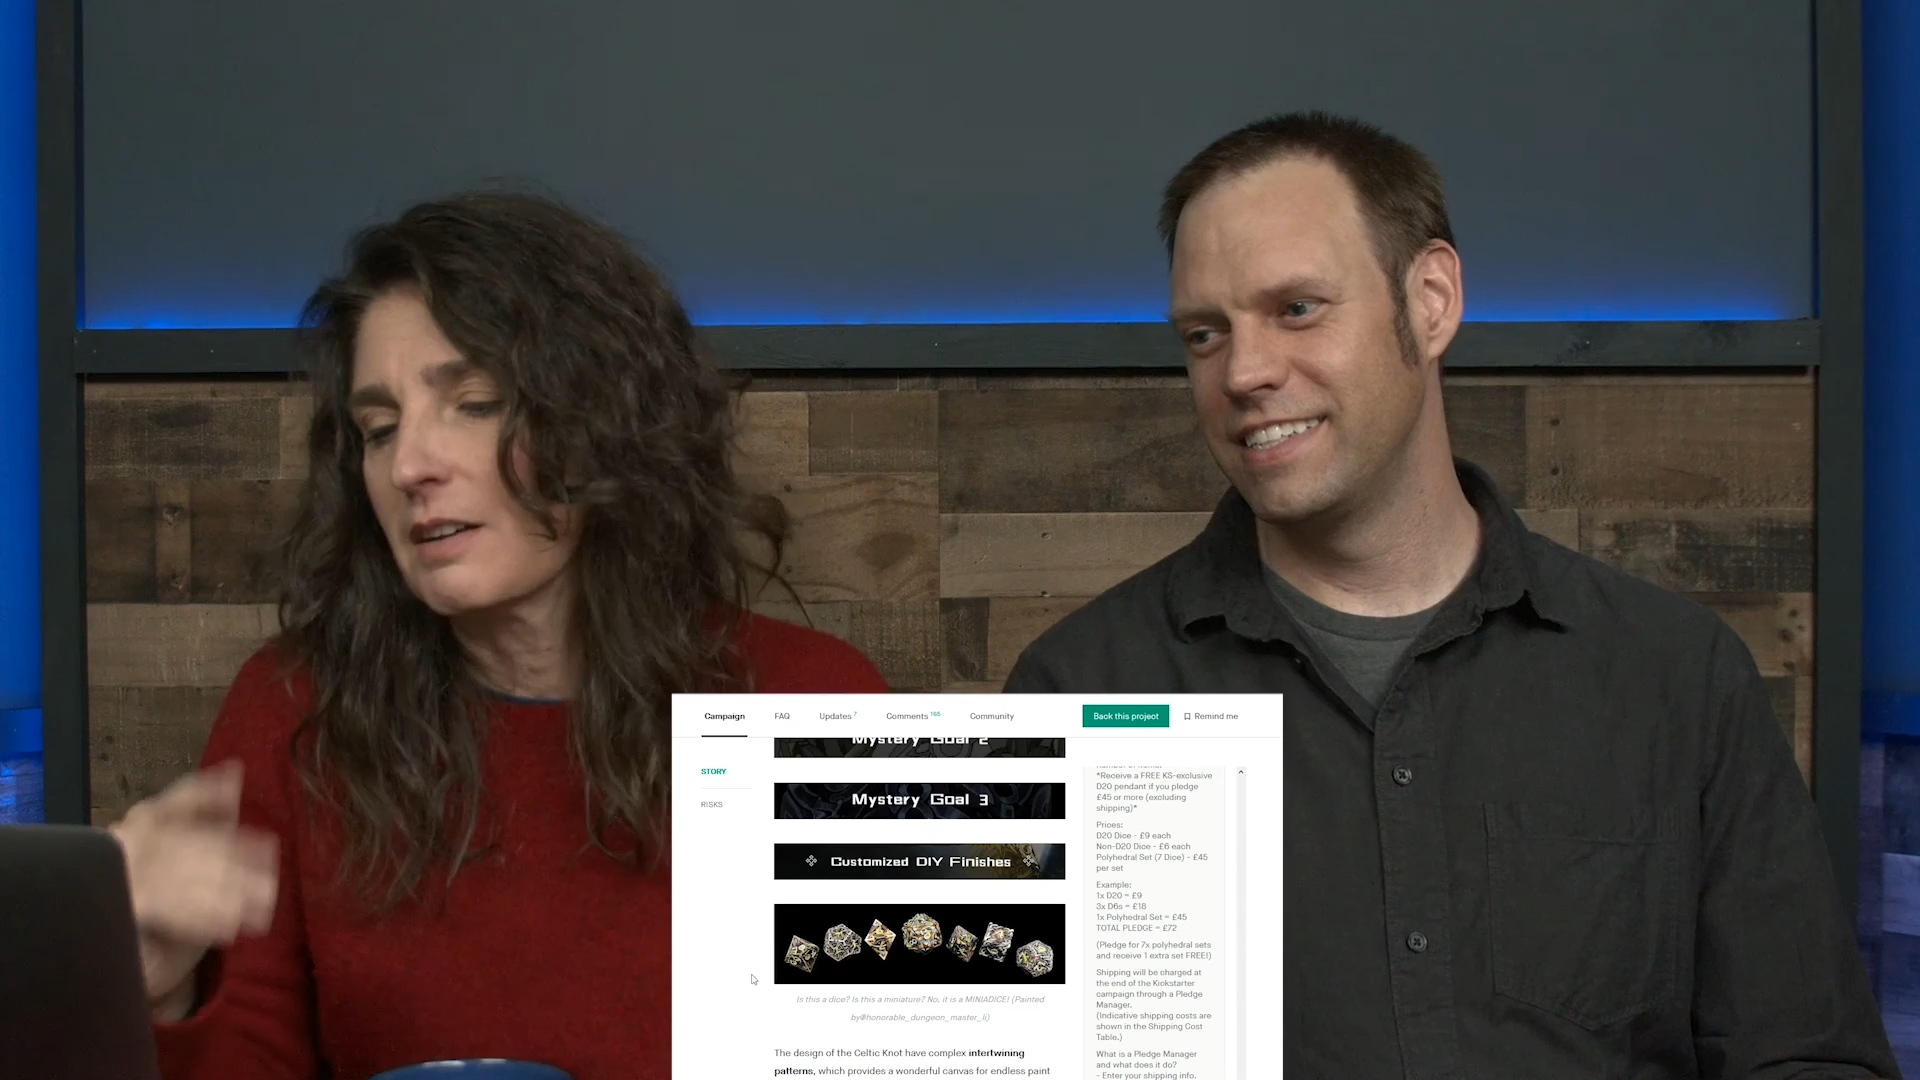 Campaign
FAQ
Updates 7
Comments 165
Community
Back this project
Remind me
Mystery Goal 2
STORY
RISKS
Mystery Goal 3
Customized DIY Finishes
Is this a dice? Is this a miniature? No, it is a MINIADICE! (Painted
by@honorable_dungeon_master_li)
The design of the Celtic Knot have complex intertwining
patterns, which provides a wonderful canvas for endless paint
*Receive a FREE KS-exclusive
D20 pendant if you pledge
£45 or more (excluding
shipping)*
Prices:
D20 Dice - £9 each
Non-D20 Dice - £6 each
Polyhedral Set (7 Dice) - £45
per set
Example:
1x D20 = £9
3x D6s = £18
1x Polyhedral Set = £45
TOTAL PLEDGE = £72
(Pledge for 7x polyhedral sets
and receive 1 extra set FREE!)
Shipping will be charged at
the end of the Kickstarter
campaign through a Pledge
Manager.
(Indicative shipping costs are
shown in the Shipping Cost
Table.)
What is a Pledge Manager
and what does it do?
- Enter your shipping info.